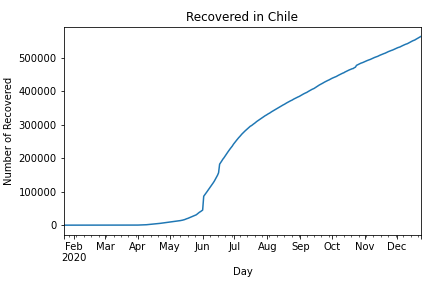 Recovered in Chile
Number of Recovered
500000
400000
300000
200000
100000
0
Feb Mar Apr May Jun Jul Aug Sep Oct Nov Dec
2020
Day